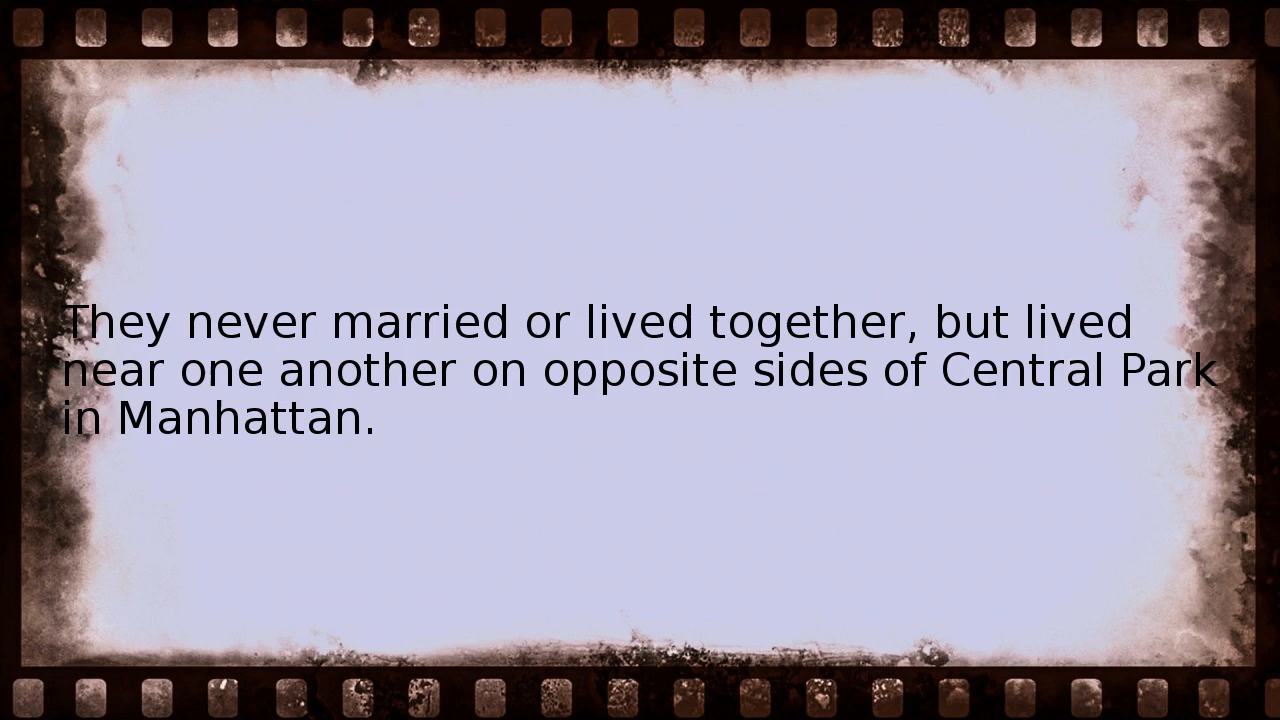 They never married or lived together, but lived
near one another on opposite sides of Central Park
in Manhattan.